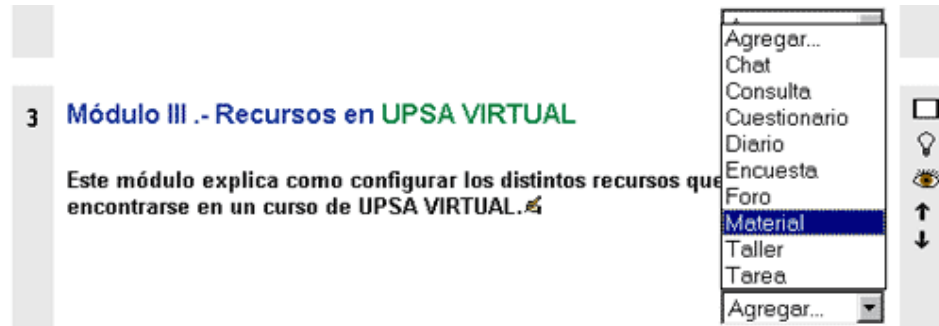 Agregar...
Chat
Consulta
Cuestionario
Diario
Encuesta
Foro
Material
Taller
Tarea
Agregar...
3 Módulo III .- Recursos en UPSA VIRTUAL
Este módulo explica como configurar los distintos recursos que
encontrarse en un curso de UPSA VIRTUAL.